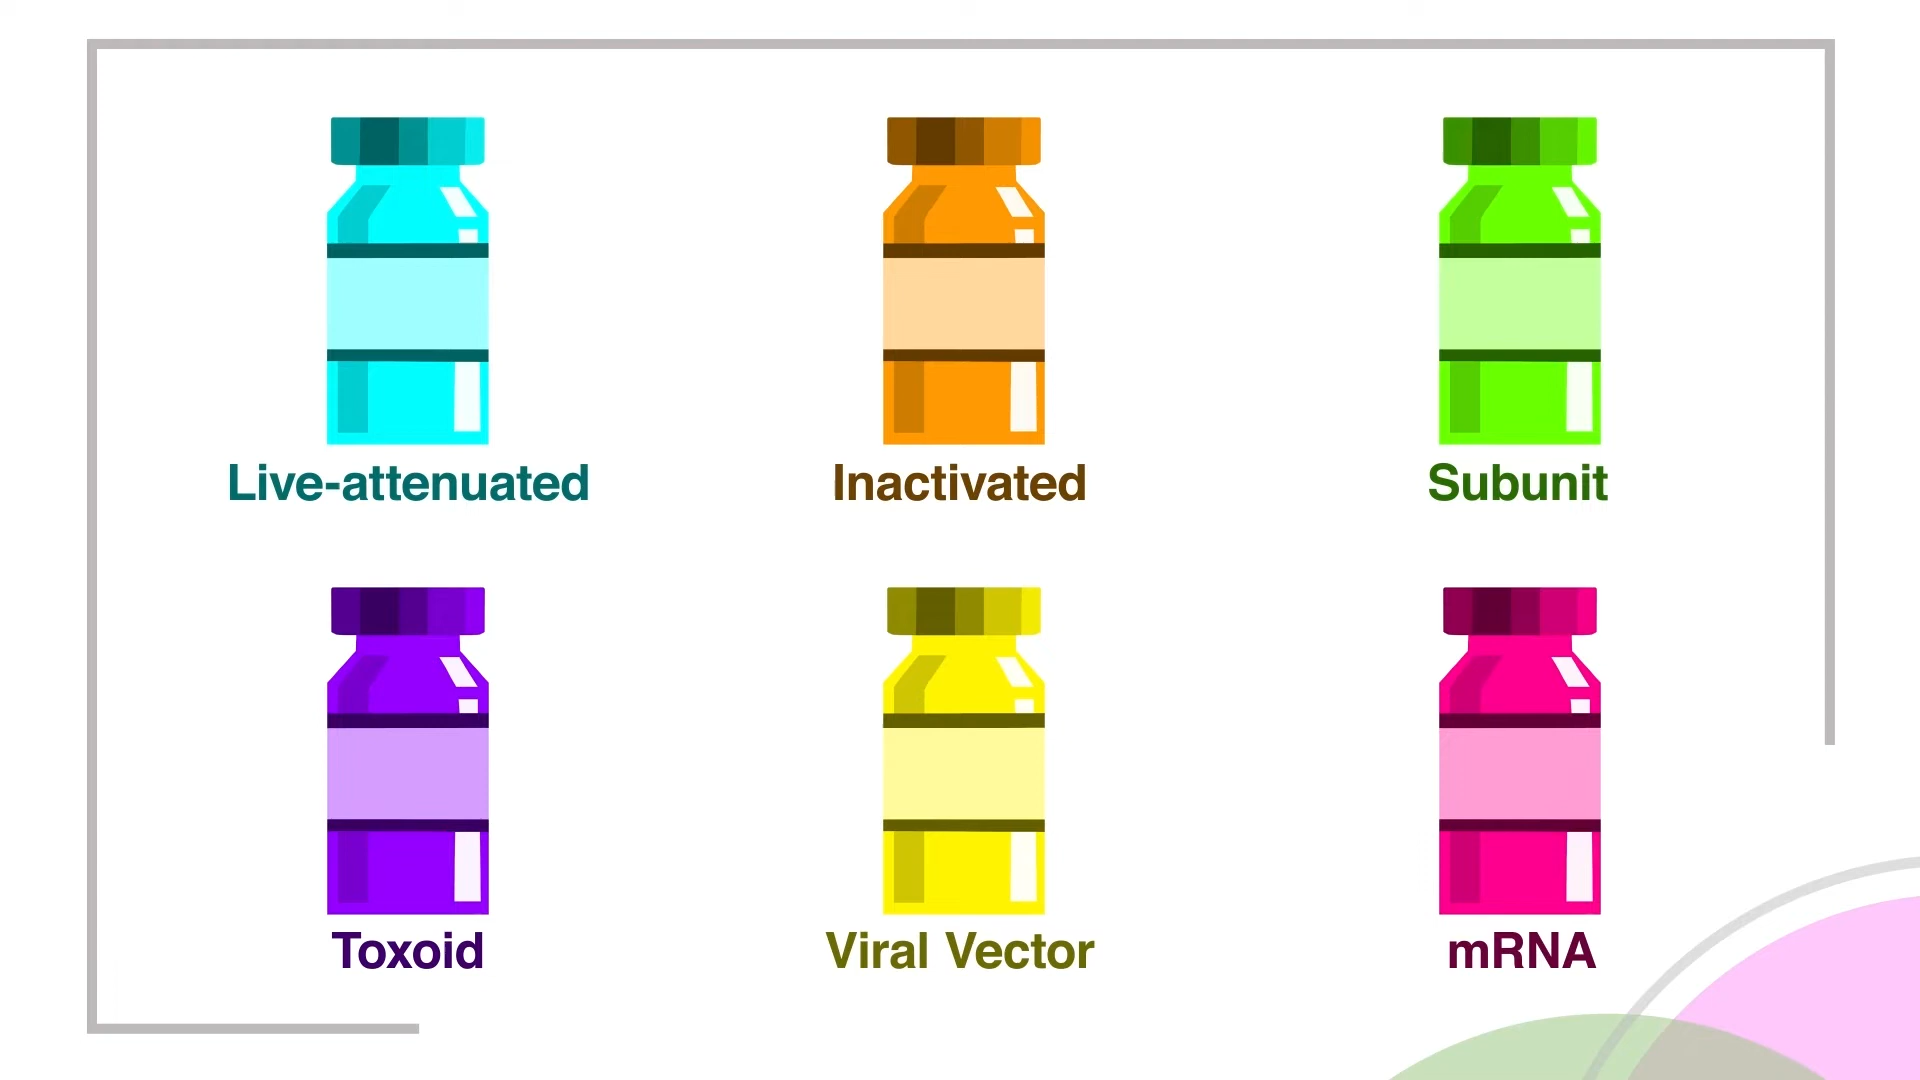 Live-attenuated
Inactivated
Subunit
Toxoid
Viral Vector
mRNA